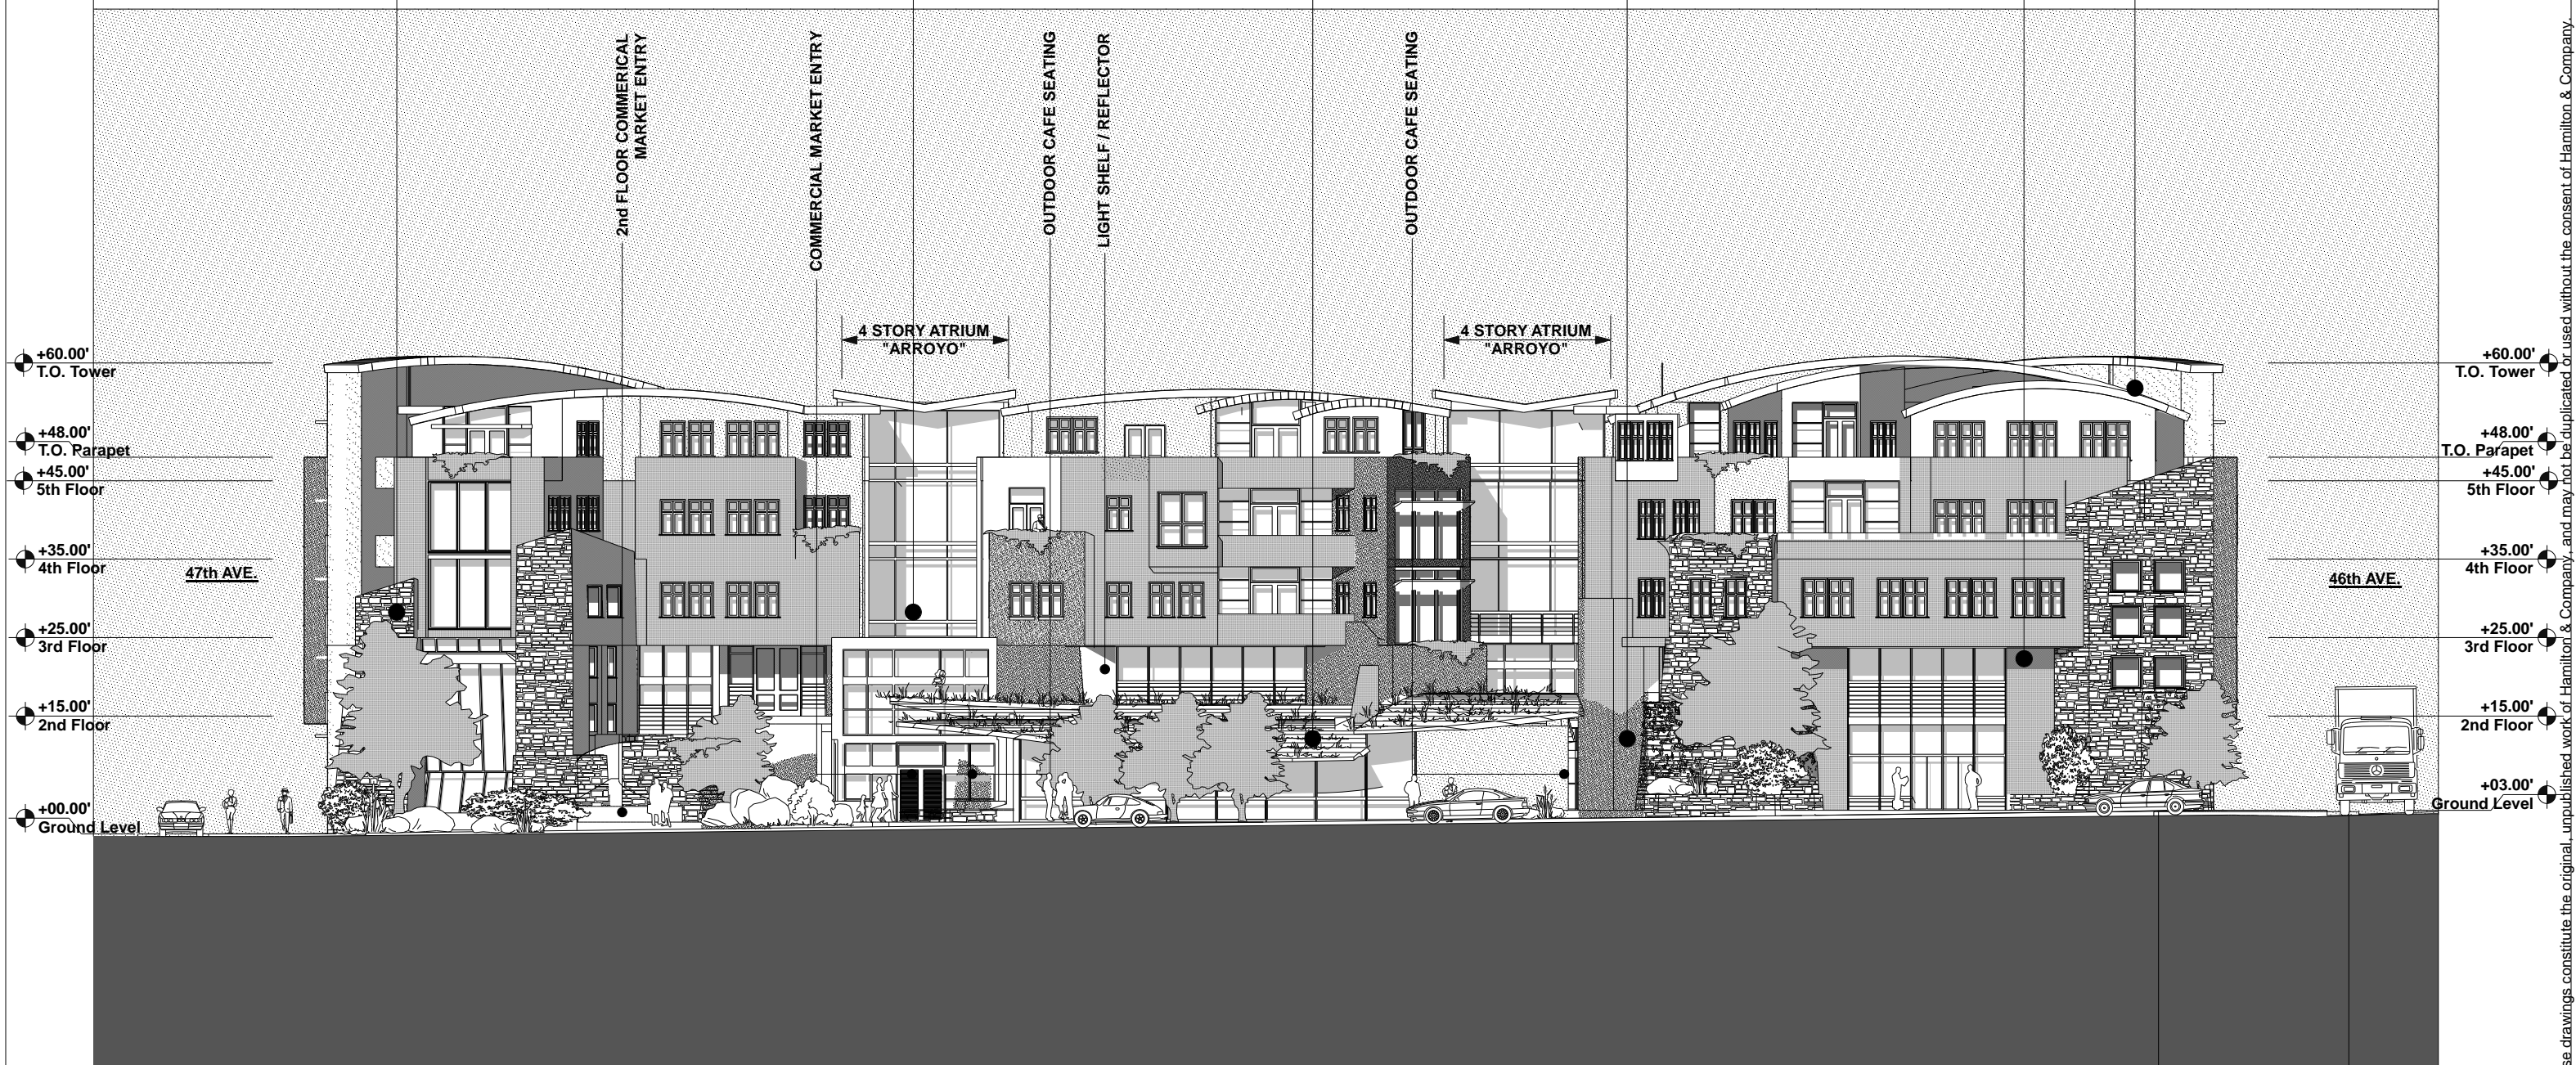 2nd FLOOR COMMERICAL
MARKET ENTRY
COMMERCIAL MARKET ENTRY
OUTDOOR CAFE SEATING
LIGHT SHELF / REFLECTOR
OUTDOOR CAFE SEATING
4 STORY ATRIUM
"ARROYO"
4 STORY ATRIUM
"ARROYO"
+60.00'
T.O. Tower
+48.00'
T.O. Parapet
+45.00'
5th Floor
+35.00'
4th Floor
47th AVE.
+25.00'
3rd Floor
+15.00'
2nd Floor
+00.00'
Ground Level
+60.00'
T.O. Tower
+48.00'
T.O. Parapet
+45.00'
5th Floor
+35.00'
4th Floor
46th AVE.
+25.00'
3rd Floor
+15.00'
2nd Floor
+03.00'
Ground Level
drawings constitute the original, unpublished work of Hamilton & Company, and may not be duplicated or used without the consent of Hamilton & Company.